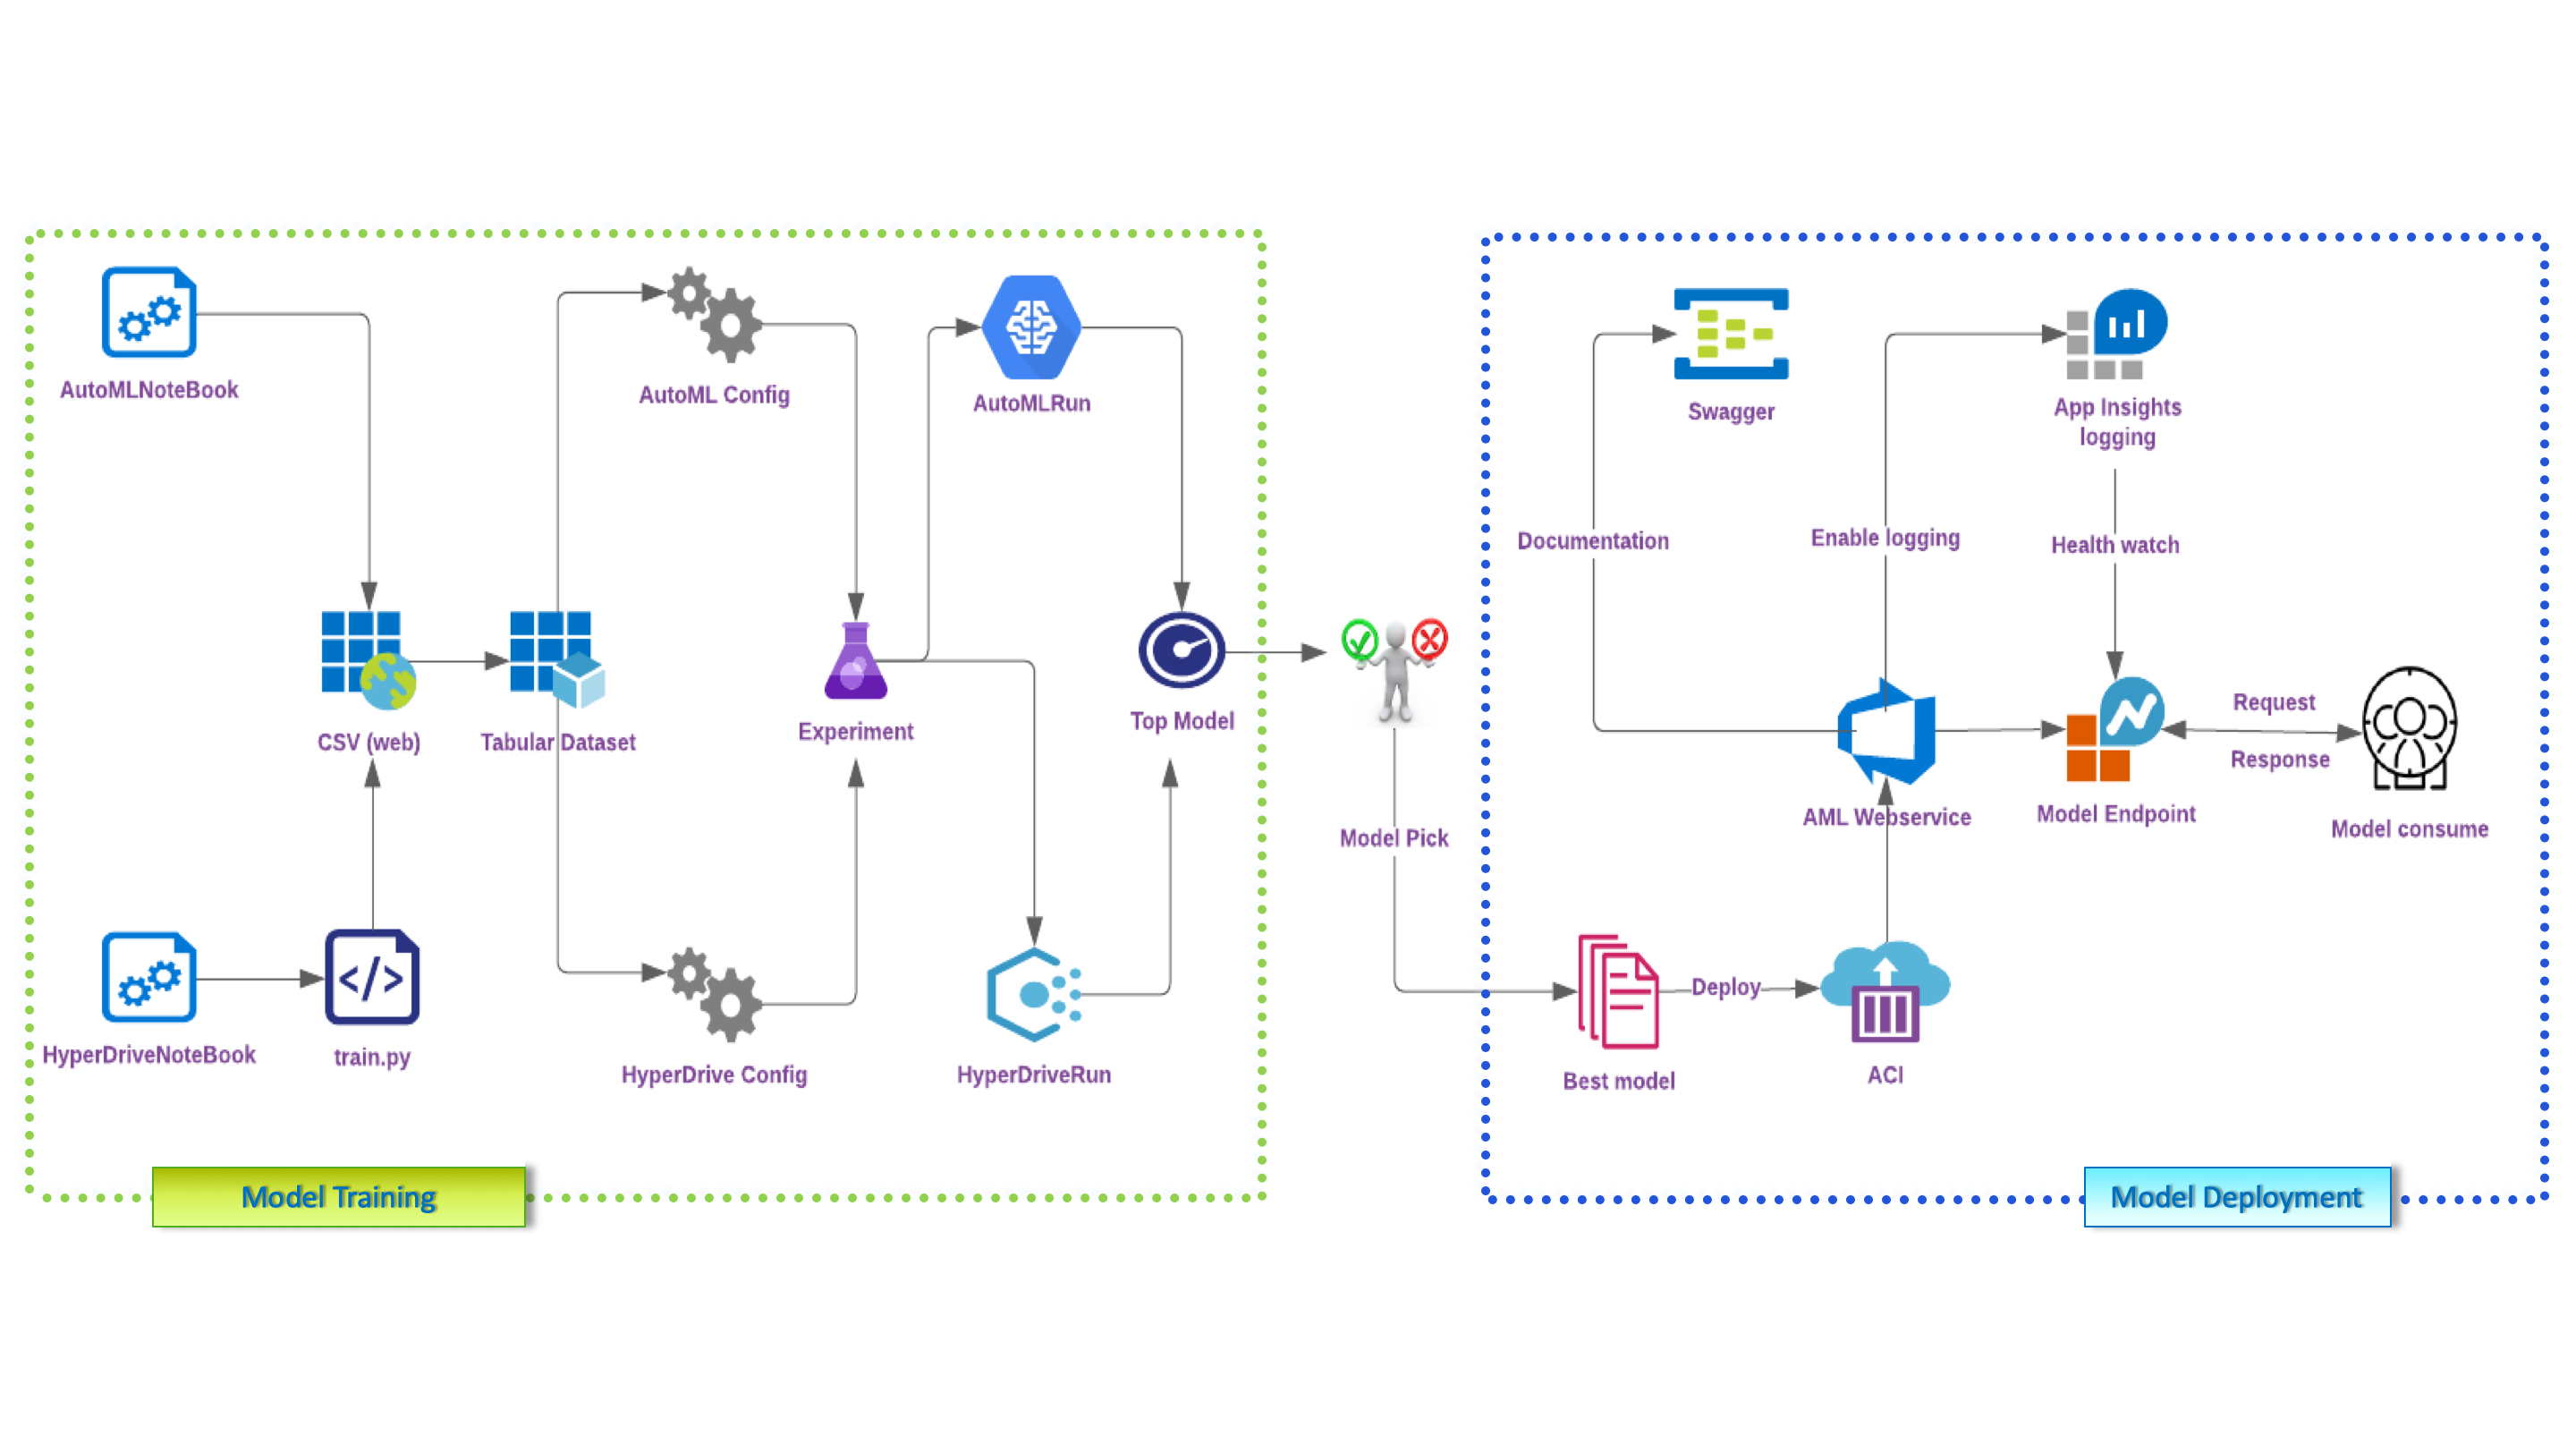 AutoMLNoteBook
AutoML Config
AutoMLRun
CSV (web)
Tabular Dataset
Experiment
Top Model
HyperDriveNoteBook
train.py
HyperDrive Config
HyperDriveRun
Model Training
Model Pick
Swagger
App Insights
logging
Documentation
Enable logging
Health watch
Request
Response
AML Webservice
Model Endpoint
Model consume
Deploy
Best model
ACI
Model Deployment